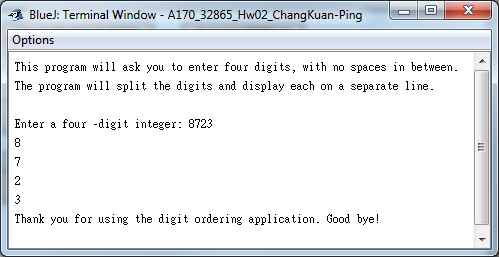 BlueJ: Terminal Window - A170_32865_Hw02_ChangKuan-Ping
Options
This program will ask you to enter four digits, with no spaces in between.
The program will split the digits and display each on a separate line.
Enter a four -digit integer: 8723
8
7
2
3
Thank you for using the digit ordering application. Good bye!